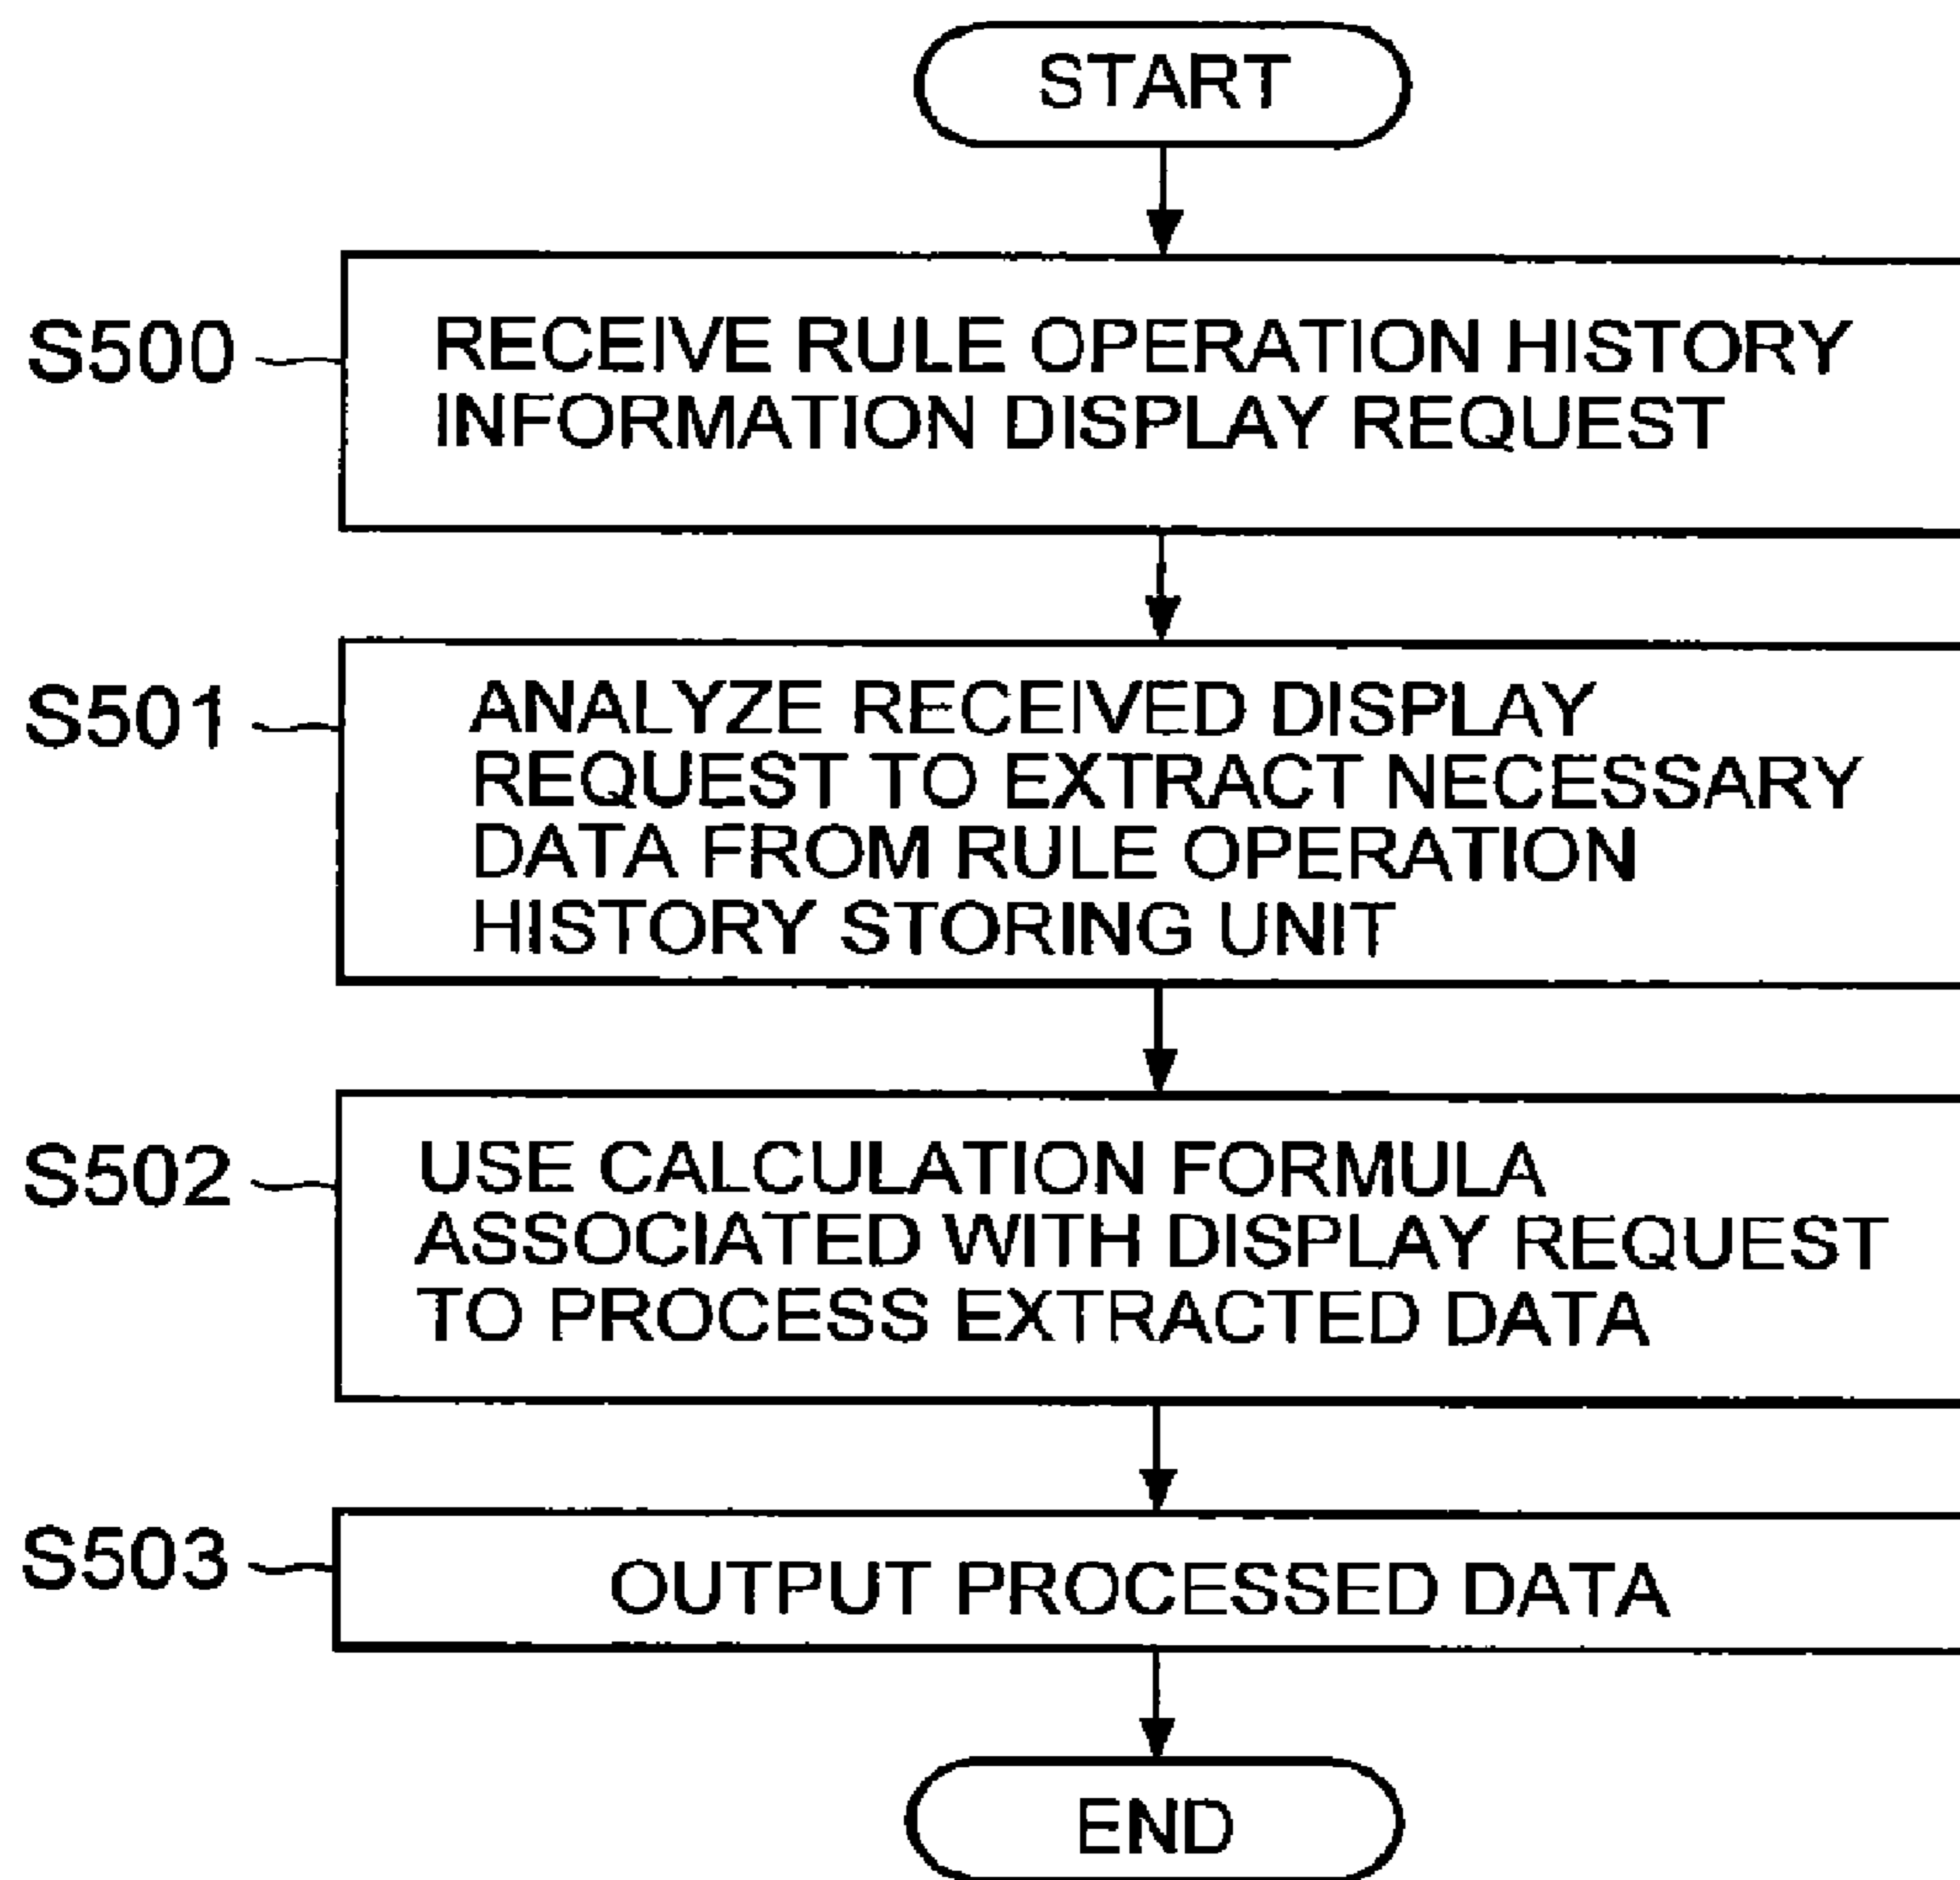 START
S500
RECEIVE RULE OPERATION HISTORY
INFORMATION DISPLAY REQUEST
S501
ANALYZE RECEIVED DISPLAY
REQUEST TO EXTRACT NECESSARY
DATA FROM RULE OPERATION
HISTORY STORING UNIT
S502
USE CALCULATION FORMULA
ASSOCIATED WITH DISPLAY REQUEST
TO PROCESS EXTRACTED DATA
S503
OUTPUT PROCESSED DATA
END